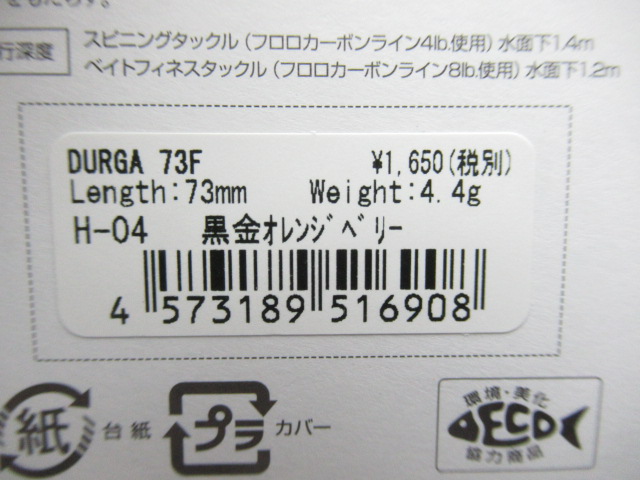 をもたらす。
行深度
スピニングタックル（フロロカーボンライン4lb.使用）水面下1.4m
ベイトフィネスタックル（フロロカーボンライン8lb.使用）水面下1.2m
DURGA 73F ¥1,650(税別)
Length:73mm Weight:4.4g
H-04 黒金ｵﾚﾝｼﾞﾍﾞﾘｰ
4 573189 516908
紙 台紙
プラ カバー
環境・美化
ECO
協力商品